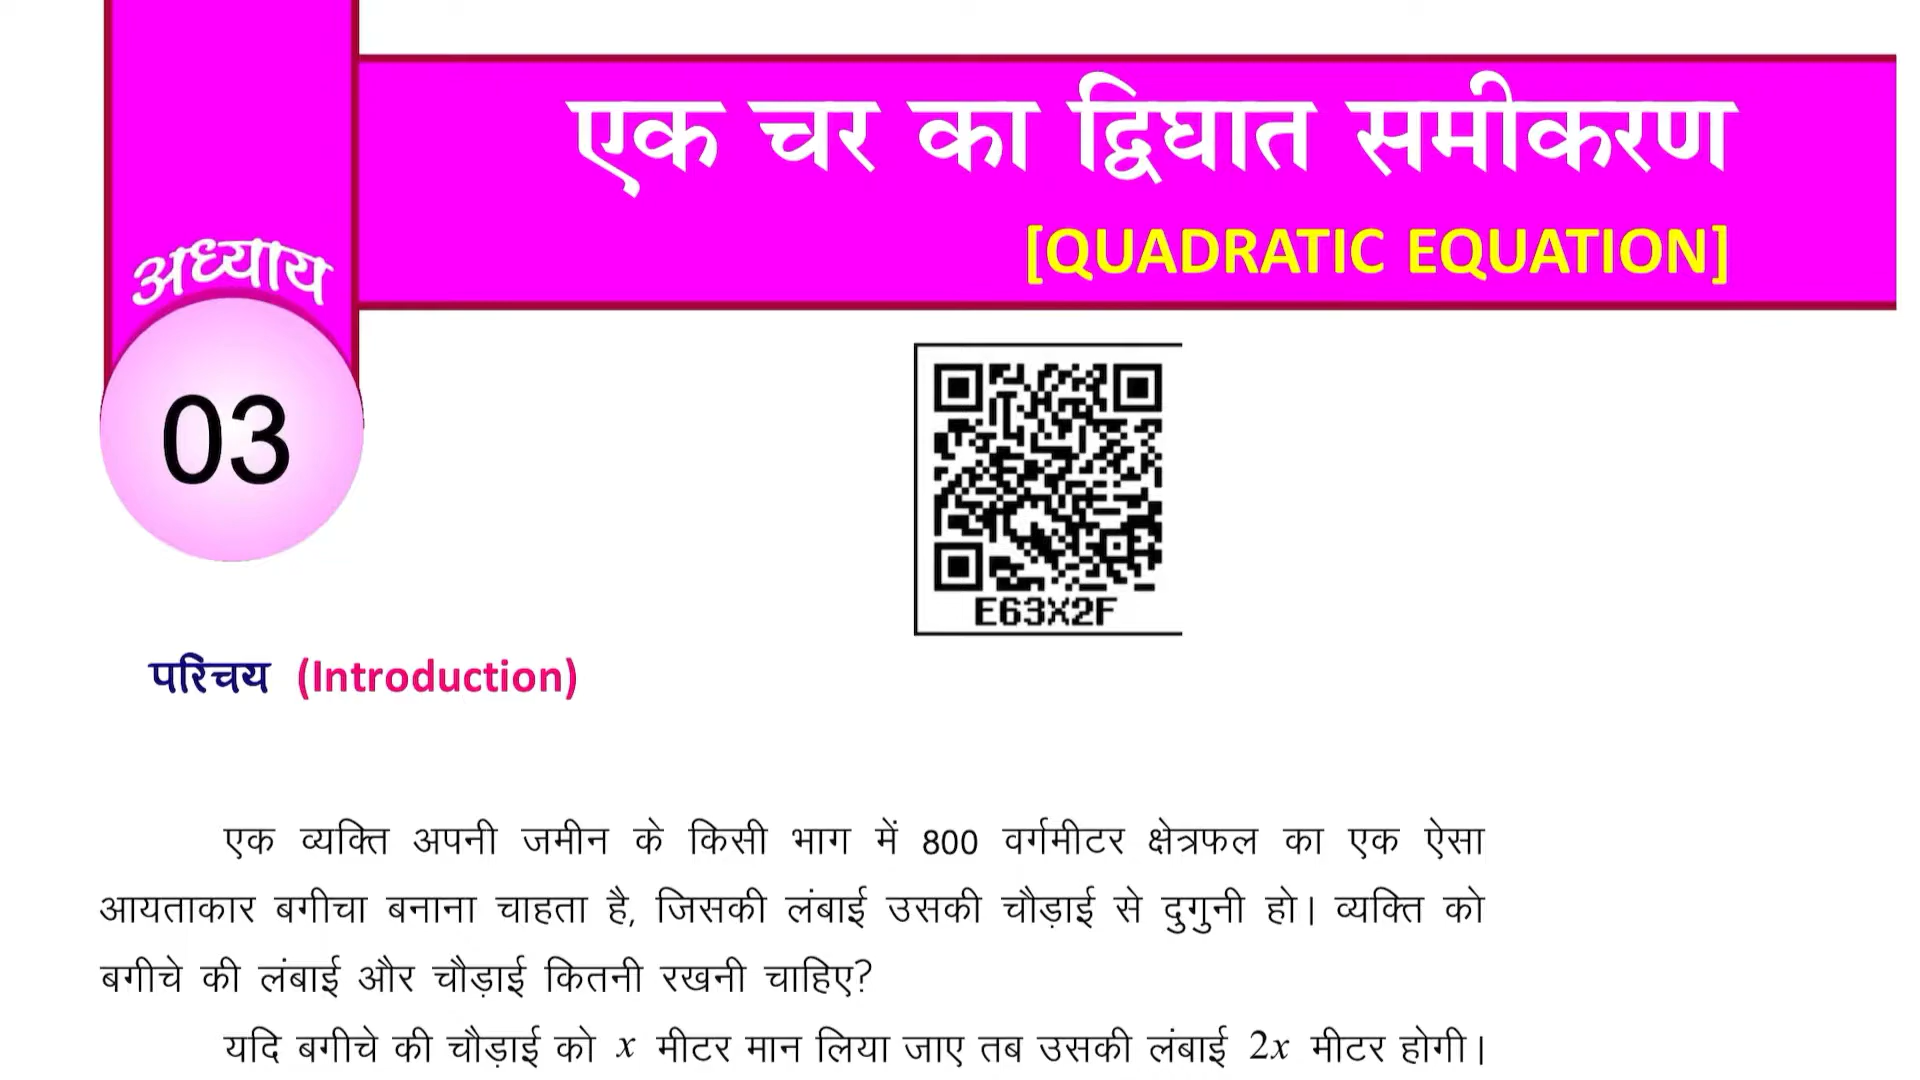 एक चर का द्विघात समीकरण
[QUADRATIC EQUATION]
अध्याय
03
E63X2F
परिचय (Introduction)
एक व्यक्ति अपनी जमीन के किसी भाग में 800 वर्गमीटर क्षेत्रफल का एक ऐसा
आयताकार बगीचा बनाना चाहता है, जिसकी लंबाई उसकी चौड़ाई से दुगुनी हो। व्यक्ति को
बगीचे की लंबाई और चौड़ाई कितनी रखनी चाहिए?
यदि बगीचे की चौड़ाई को x मीटर मान लिया जाए तब उसकी लंबाई 2x मीटर होगी।